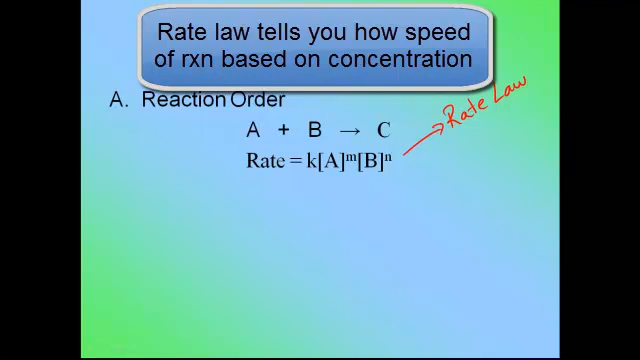 Rate law tells you how speed
of rxn based on concentration
A. Reaction Order
A + B → C
Rate = k[A]ᵐ[B]ⁿ
Rate Law